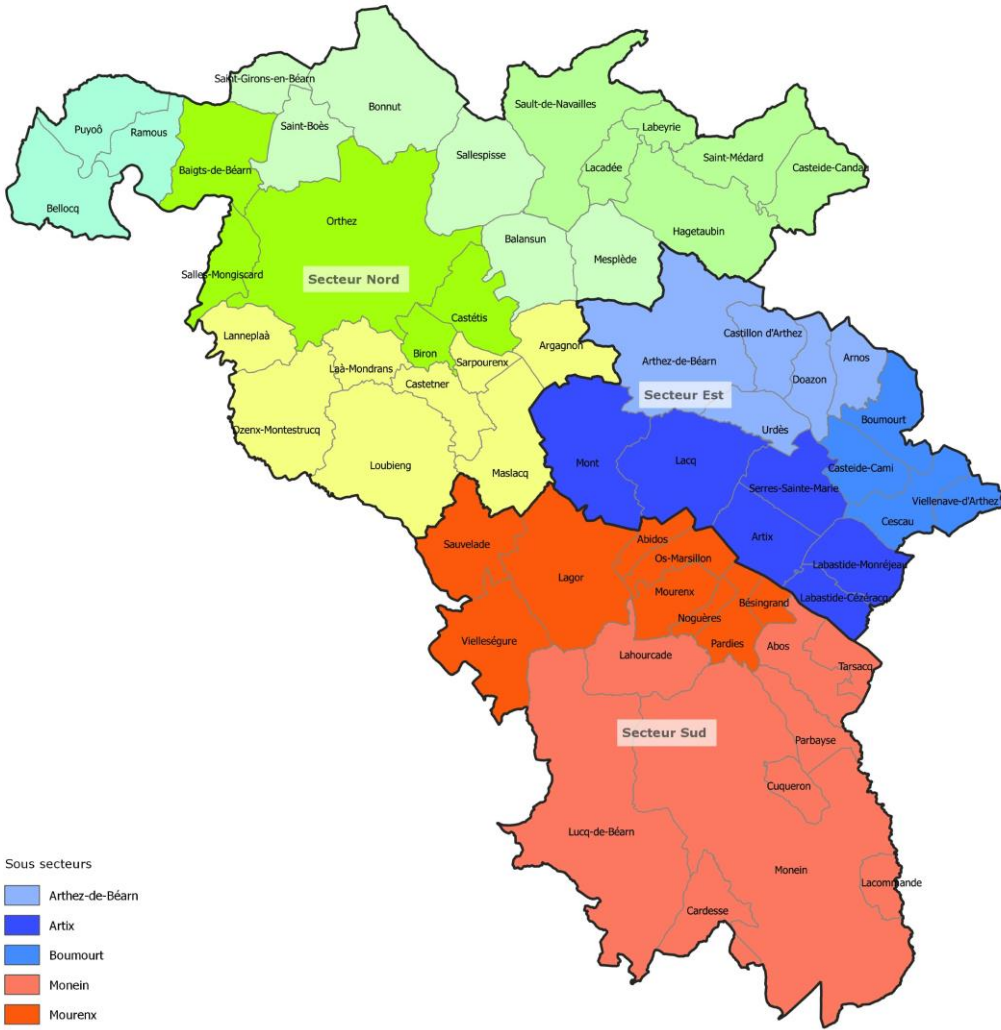 Saint-Girons-en-Béarn
Bonnut
Sault-de-Navailles
Puyoô
Ramous
Saint-Boès
Labeyrie
Sallespisse
Lacadée
Saint-Médard
Casteide-Candau
Baigts-de-Béarn
Bellocq
Orthez
Hagetaubin
Balansun
Mesplède
Salles-Mongiscard
Secteur Nord
Castétis
Lanneplaà
Castillon d'Arthez
Argagnon
Biron
Sarpourenx
Arthez-de-Béarn
Arnos
Laà-Mondrans
Doazon
Castetner
Secteur Est
Boumourt
Ozenx-Montestrucq
Urdès
Loubieng
Maslacq
Mont
Lacq
Casteide-Cami
Serres-Sainte-Marie
Viellenave-d'Arthez
Cescau
Artix
Abidos
Sauvelade
Os-Marsillon
Labastide-Monréjeau
Lagor
Mourenx
Labastide-Cézéracq
Bésingrand
Noguères
Vielleségure
Pardies
Abos
Lahourcade
Tarsacq
Secteur Sud
Parbayse
Cuqueron
Lucq-de-Béarn
Monein
Lacommande
Cardesse
Sous secteurs
Arthez-de-Béarn
Artix
Boumourt
Monein
Mourenx